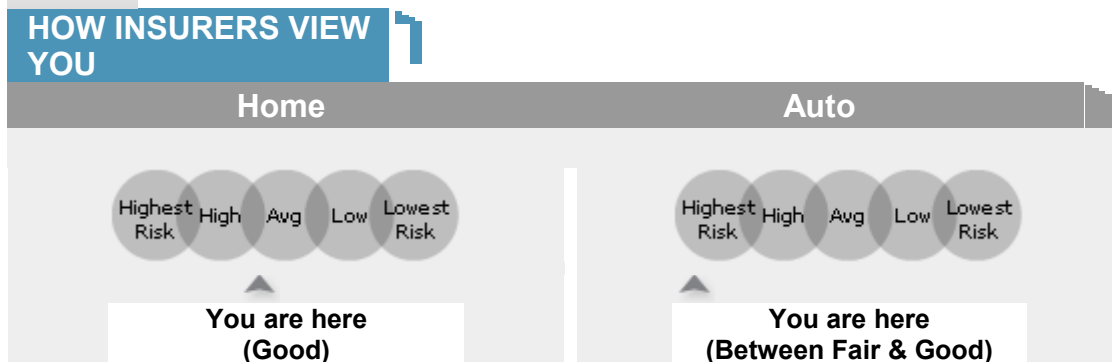 HOW INSURERS VIEW
YOU
Home
Auto
Highest
Risk
High
Avg
Low
Lowest
Risk
Highest
Risk
High
Avg
Low
Lowest
Risk
You are here
(Good)
You are here
(Between Fair & Good)